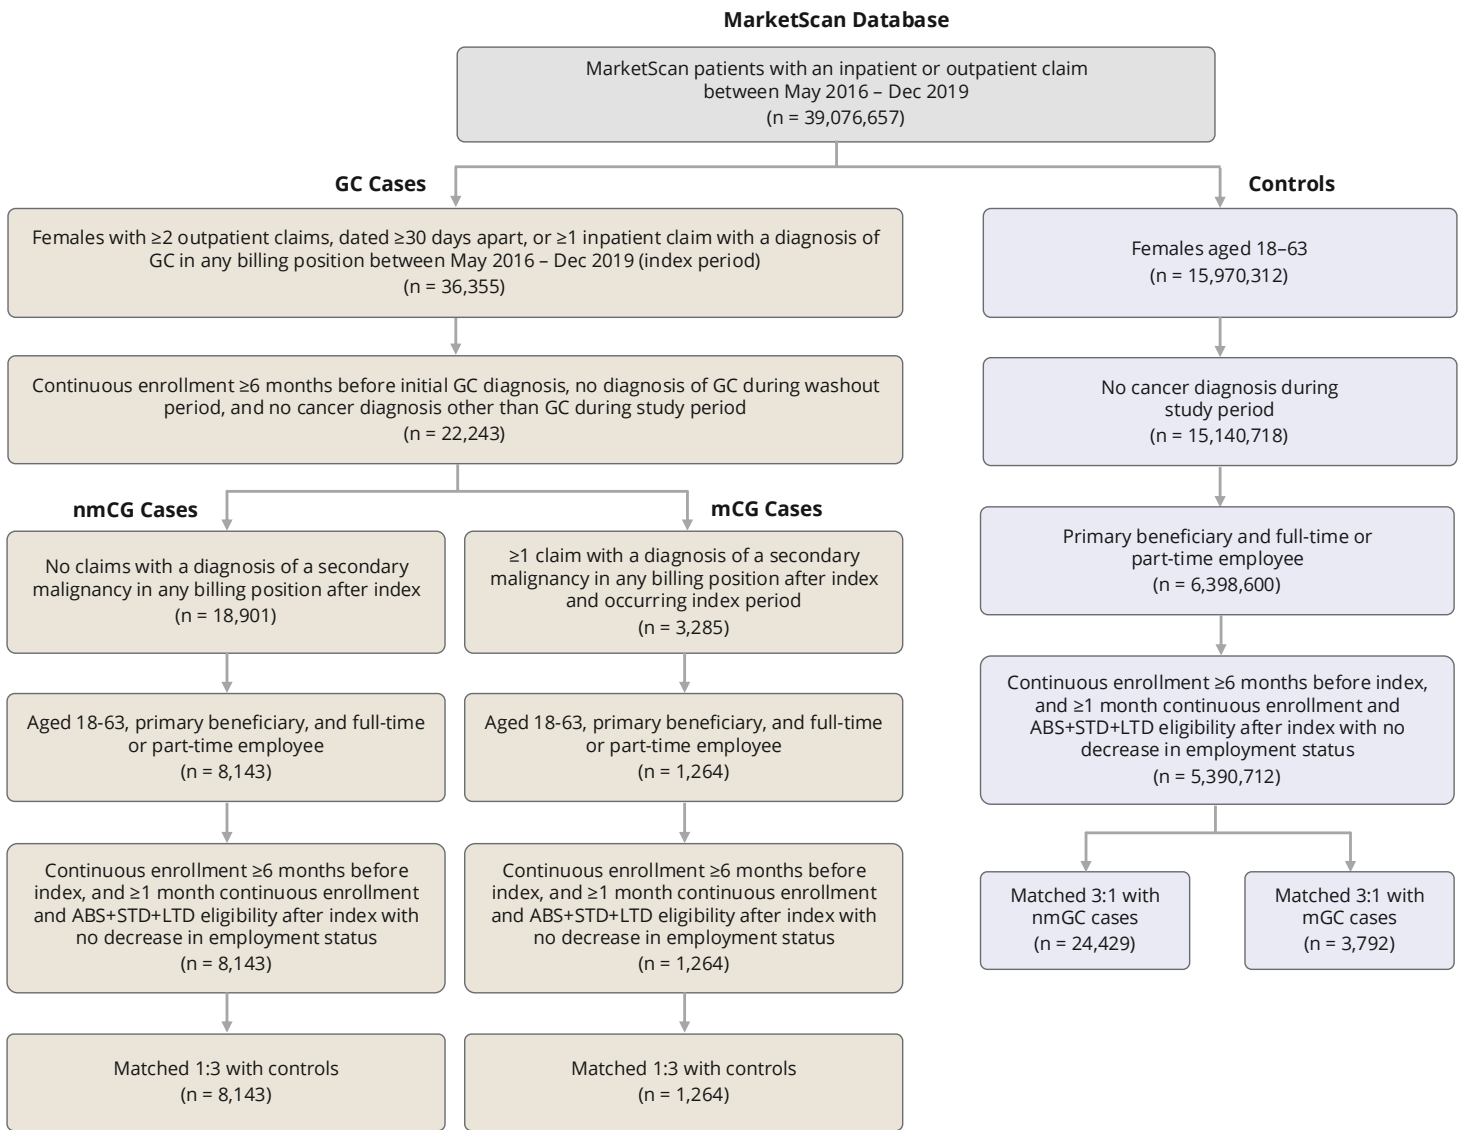 MarketScan Database
MarketScan patients with an inpatient or outpatient claim
between May 2016 – Dec 2019
(n = 39,076,657)
GC Cases
Controls
Females with ≥2 outpatient claims, dated ≥30 days apart, or ≥1 inpatient claim with a diagnosis of
GC in any billing position between May 2016 – Dec 2019 (index period)
(n = 36,355)
Females aged 18–63
(n = 15,970,312)
Continuous enrollment ≥6 months before initial GC diagnosis, no diagnosis of GC during washout
period, and no cancer diagnosis other than GC during study period
(n = 22,243)
No cancer diagnosis during
study period
(n = 15,140,718)
nmCG Cases
mCG Cases
No claims with a diagnosis of a secondary
malignancy in any billing position after index
(n = 18,901)
≥1 claim with a diagnosis of a secondary
malignancy in any billing position after index
and occurring index period
(n = 3,285)
Primary beneficiary and full-time or
part-time employee
(n = 6,398,600)
Aged 18-63, primary beneficiary, and full-time
or part-time employee
(n = 8,143)
Aged 18-63, primary beneficiary, and full-time
or part-time employee
(n = 1,264)
Continuous enrollment ≥6 months before index,
and ≥1 month continuous enrollment and
ABS+STD+LTD eligibility after index with no
decrease in employment status
(n = 5,390,712)
Continuous enrollment ≥6 months before
index, and ≥1 month continuous enrollment
and ABS+STD+LTD eligibility after index with
no decrease in employment status
(n = 8,143)
Continuous enrollment ≥6 months before
index, and ≥1 month continuous enrollment
and ABS+STD+LTD eligibility after index with
no decrease in employment status
(n = 1,264)
Matched 3:1 with
nmGC cases
(n = 24,429)
Matched 3:1 with
mGC cases
(n = 3,792)
Matched 1:3 with controls
(n = 8,143)
Matched 1:3 with controls
(n = 1,264)